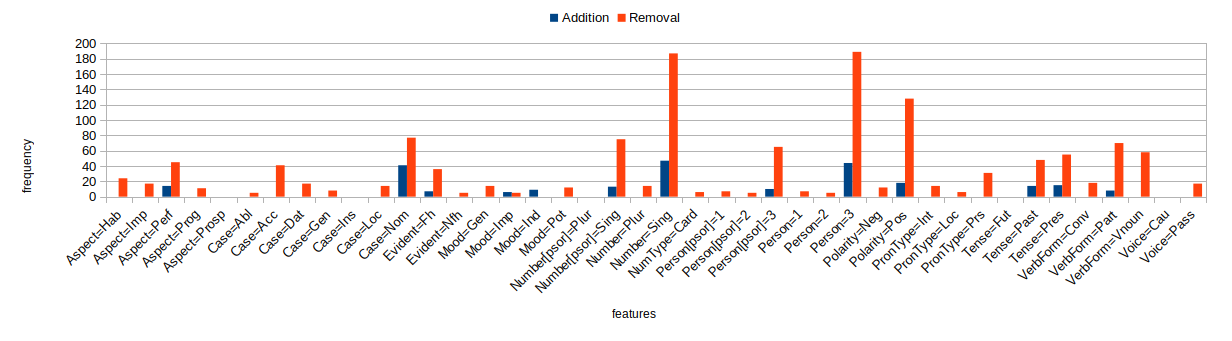 Addition Removal
200
180
160
140
120
100
80
60
40
20
0
frequency
Aspect=Hab
Aspect=Imp
Aspect=Perf
Aspect=Prog
Aspect=Prosp
Case=Abl
Case=Acc
Case=Dat
Case=Gen
Case=Ins
Case=Loc
Case=Nom
Evident=Fh
Evident=Nfh
Mood=Gen
Mood=Imp
Mood=Ind
Mood=Pot
Number[psor]=Plur
Number[psor]=Sing
Number=Plur
Number=Sing
NumType=Card
Person[psor]=1
Person[psor]=2
Person[psor]=3
Person=1
Person=2
Person=3
Polarity=Neg
Polarity=Pos
PronType=Int
PronType=Loc
PronType=Prs
Tense=Fut
Tense=Past
Tense=Pres
VerbForm=Conv
VerbForm=Part
VerbForm=Vnoun
Voice=Cau
Voice=Pass
features